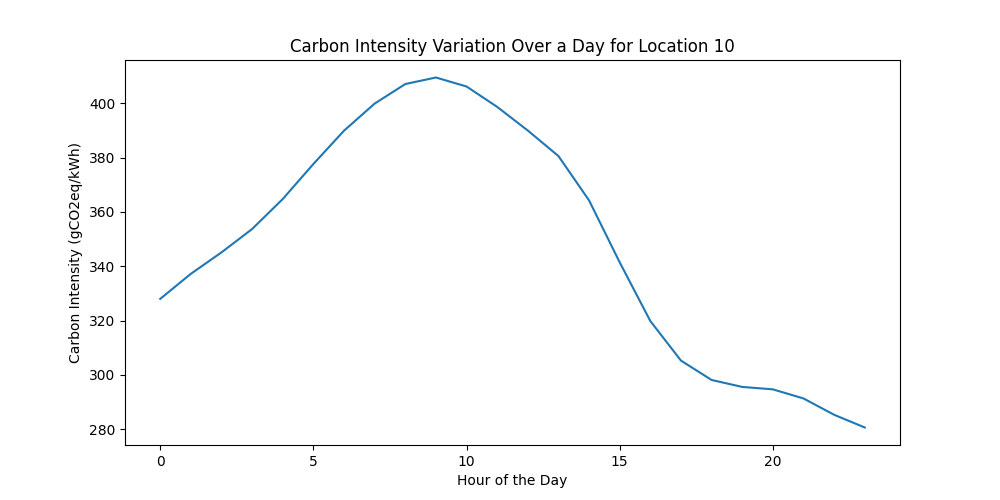 Carbon Intensity Variation Over a Day for Location 10
Carbon Intensity (gCO2eq/kWh)
400
380
360
340
320
300
280
0 5 10 15 20
Hour of the Day